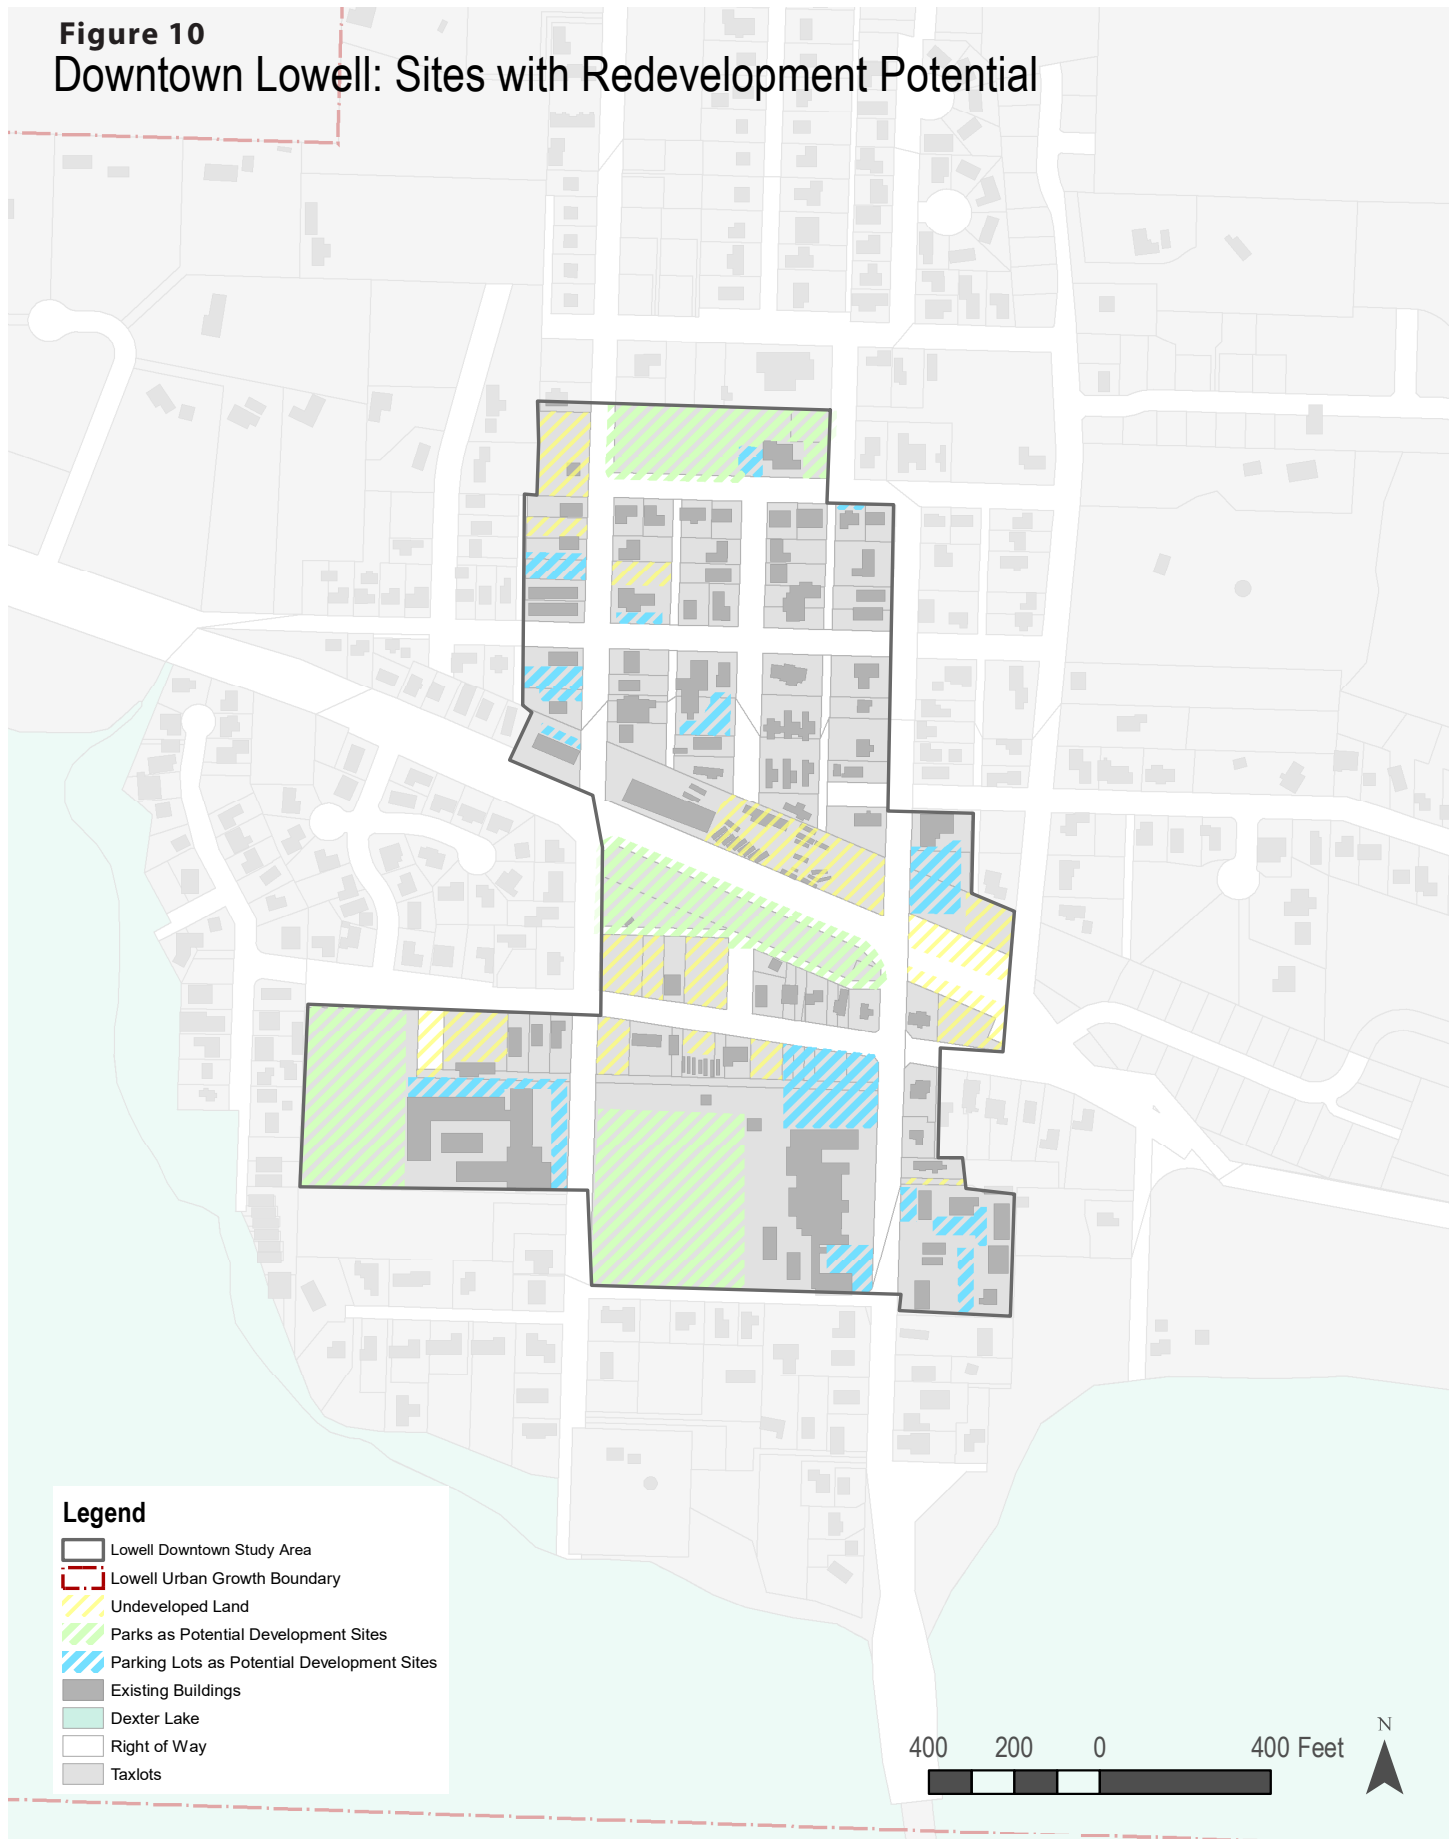 Figure 10
Downtown Lowell: Sites with Redevelopment Potential
Legend
Lowell Downtown Study Area
Lowell Urban Growth Boundary
Undeveloped Land
Parks as Potential Development Sites
Parking Lots as Potential Development Sites
Existing Buildings
Dexter Lake
Right of Way
Taxlots
400 200 0 400 Feet
N